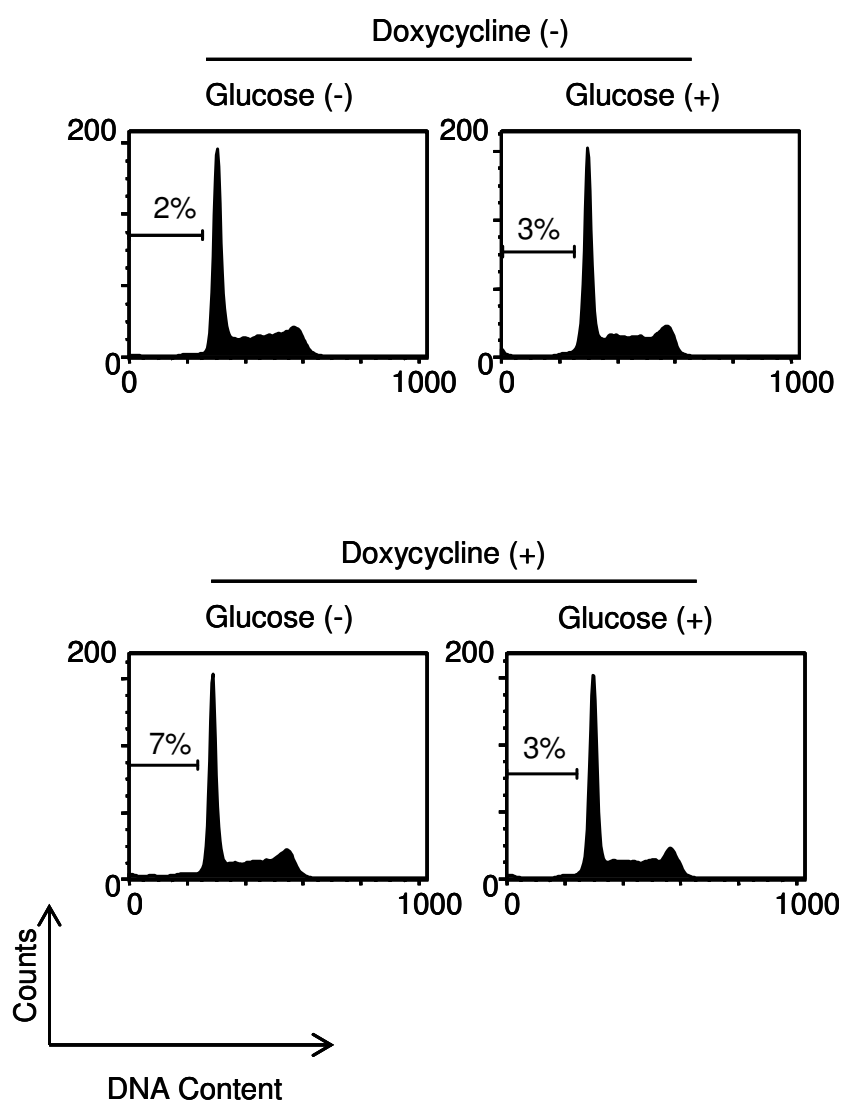 Doxycycline (-)
Glucose (-) Glucose (+)
200 200
2% 3%
0 0
0 1000 0 1000
Doxycycline (+)
Glucose (-) Glucose (+)
200 200
7% 3%
0 0
0 1000 0 1000
Counts
DNA Content